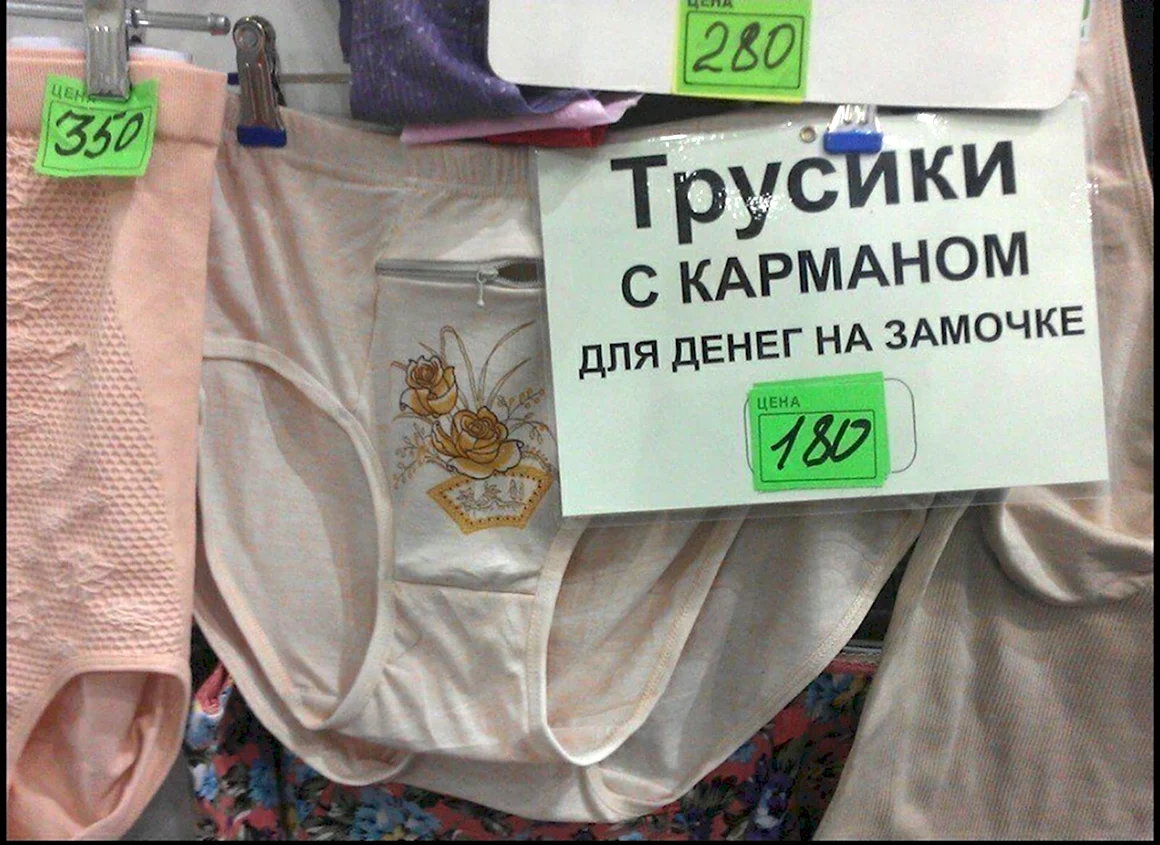 ЦЕНА
280
ЦЕНА
350
Трусики
С КАРМАНОМ
ДЛЯ ДЕНЕГ НА ЗАМОЧКЕ
ЦЕНА
180